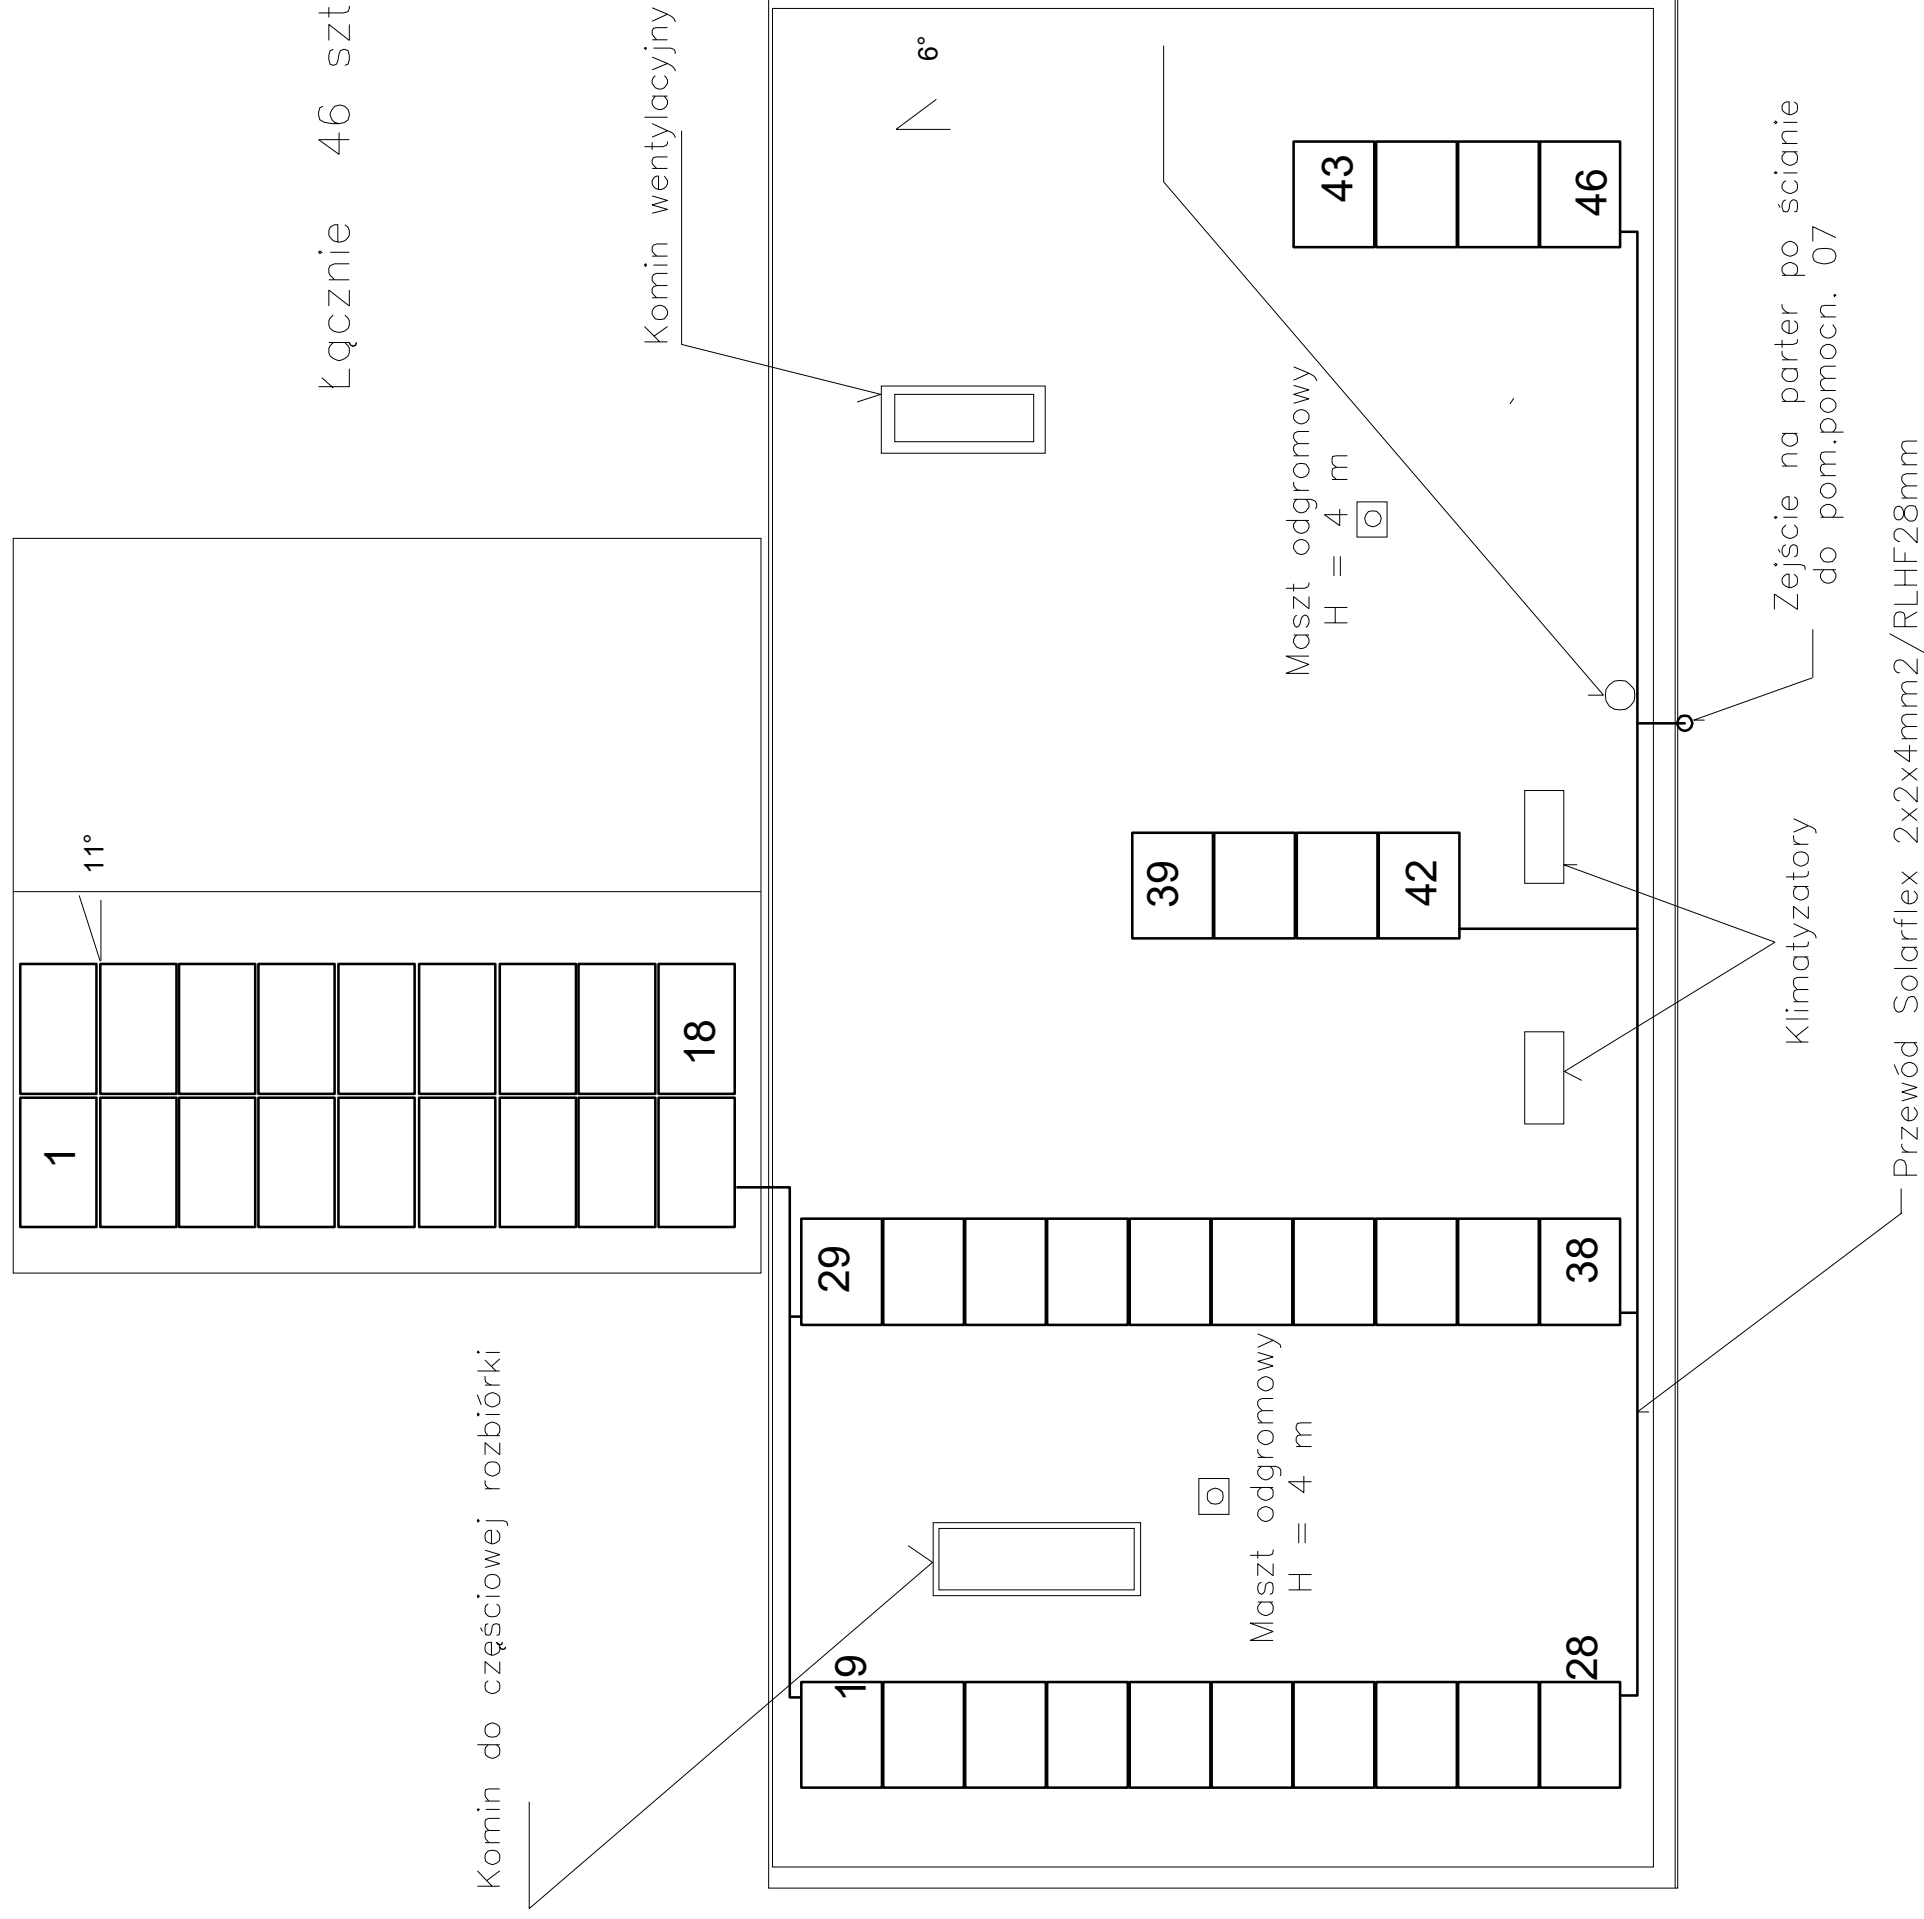 Łącznie 46 szt
Komin wentylacyjny
6°
11°
1
18
43
46
Maszt odgromowy
H = 4 m
39
42
29
38
19
28
Maszt odgromowy
H = 4 m
Komin do częściowej rozbiórki
Klimatyzatory
Zejście na parter po ścianie
do pom.pomocn. 07
Przewód Solarflex 2x2x4mm2/RLHF28mm